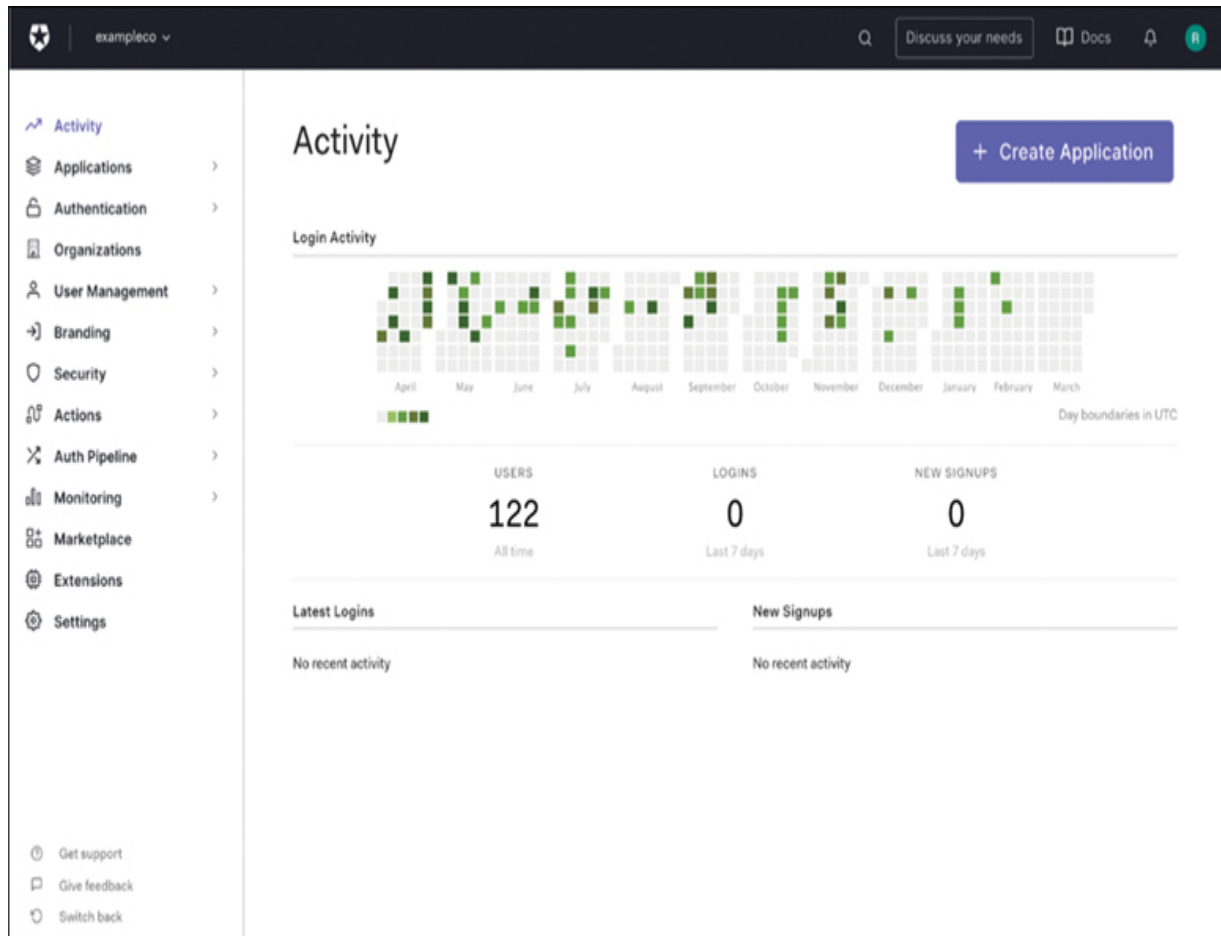 exampleco
Discuss your needs
Docs
R
Activity
Applications
Authentication
Organizations
User Management
Branding
Security
Actions
Auth Pipeline
Monitoring
Marketplace
Extensions
Settings
Get support
Give feedback
Switch back
Activity
+ Create Application
Login Activity
April May June July August September October November December January February March
Day boundaries in UTC
USERS LOGINS NEW SIGNUPS
122 0 0
All time Last 7 days Last 7 days
Latest Logins New Signups
No recent activity No recent activity